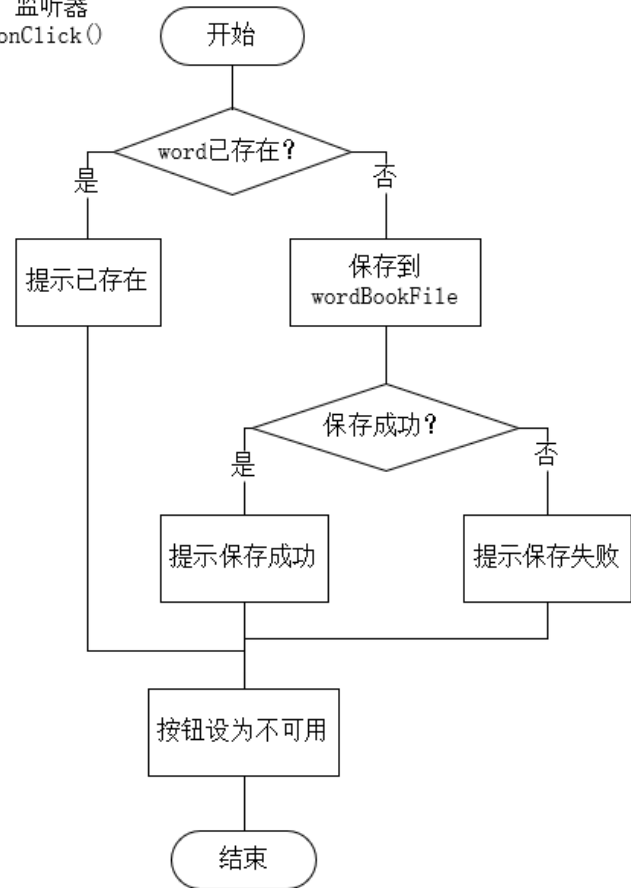 监听器
onClick()
开始
word已存在？
是
否
提示已存在
保存到
wordBookFile
保存成功？
是
否
提示保存成功
提示保存失败
按钮设为不可用
结束